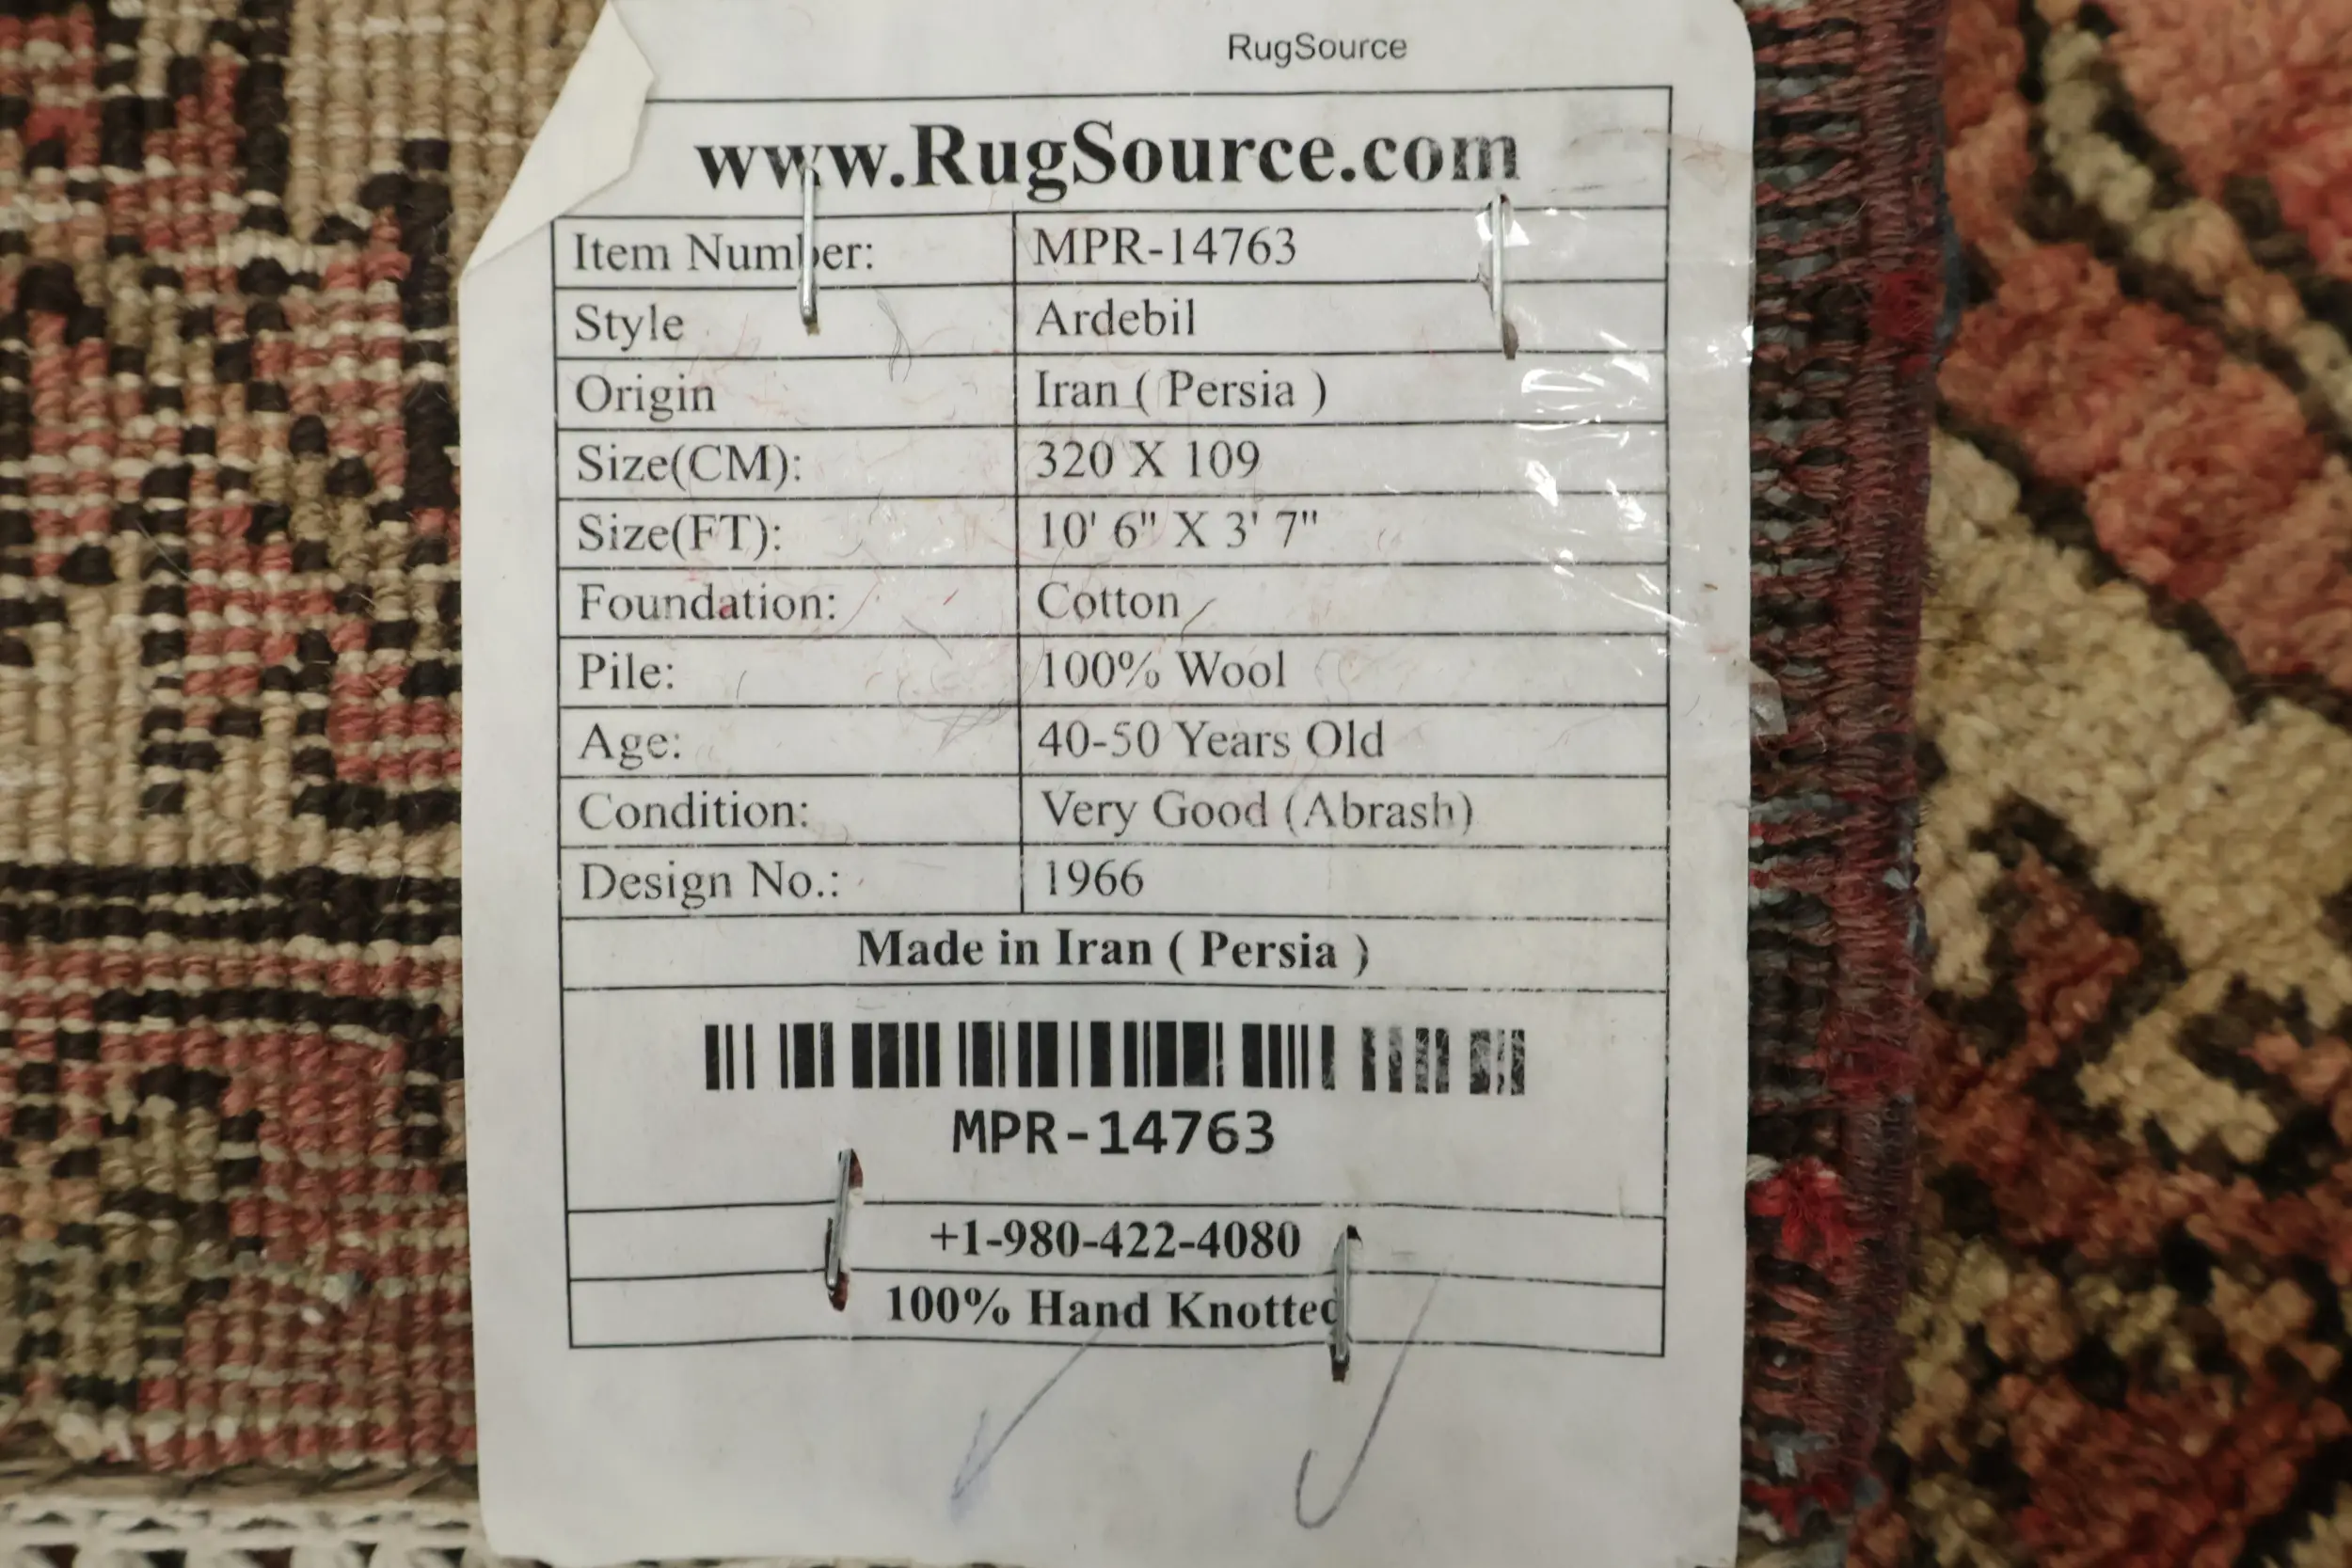 RugSource
www.RugSource.com
Item Number: MPR-14763
Style Ardebil
Origin Iran ( Persia )
Size(CM): 320 X 109
Size(FT): 10' 6" X 3' 7"
Foundation: Cotton
Pile: 100% Wool
Age: 40-50 Years Old
Condition: Very Good (Abrash)
Design No.: 1966
Made in Iran ( Persia )
MPR-14763
+1-980-422-4080
100% Hand Knotted